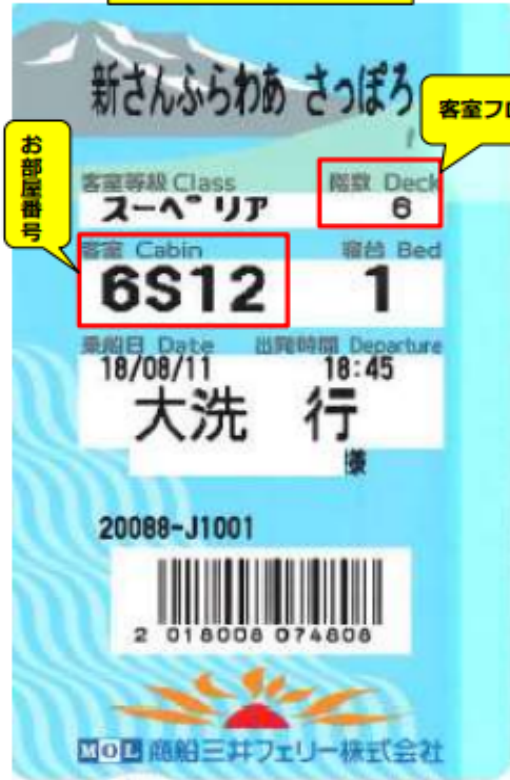 新さんふらわあ さっぽろ
客室フロ
お部屋番号
客室等級 Class
階数 Deck
スーペリア
6
客室 Cabin
寝台 Bed
6S12
1
乗船日 Date
出発時間 Departure
18/08/11
18:45
大洗 行
様
20088-J1001
2 018008 074808
MOL 商船三井フェリー株式会社